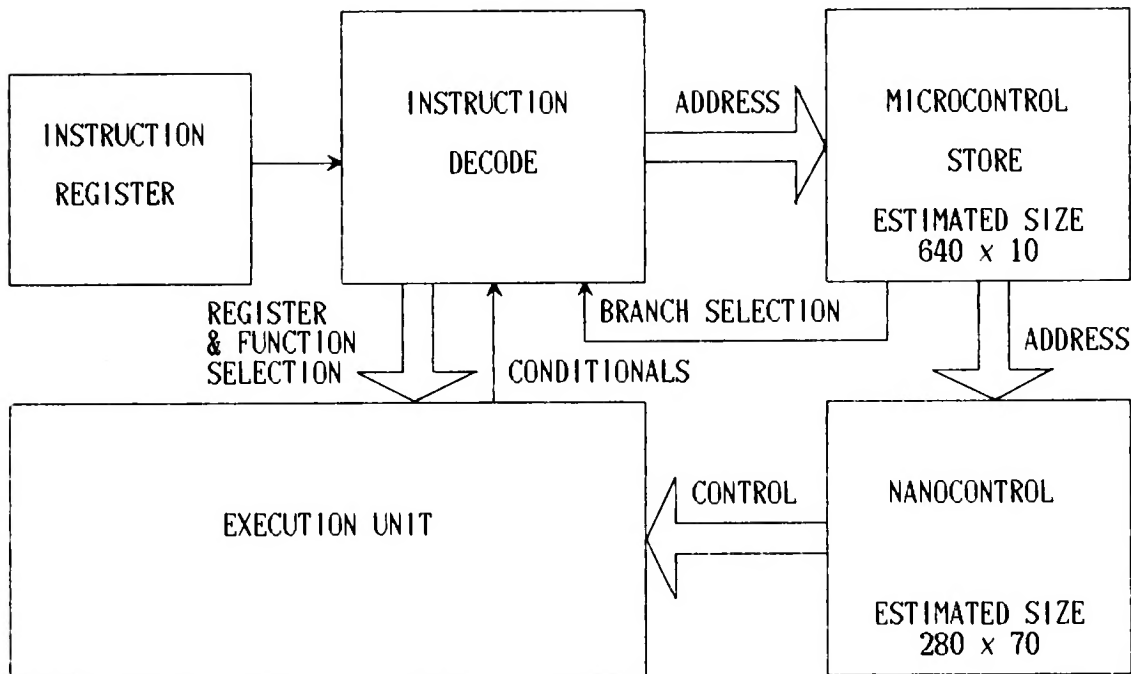 INSTRUCTION
REGISTER
INSTRUCTION
DECODE
ADDRESS
MICROCONTROL
STORE
ESTIMATED SIZE
640 x 10
REGISTER
& FUNCTION
SELECTION
CONDITIONALS
BRANCH SELECTION
ADDRESS
EXECUTION UNIT
CONTROL
NANOCONTROL
ESTIMATED SIZE
280 x 70